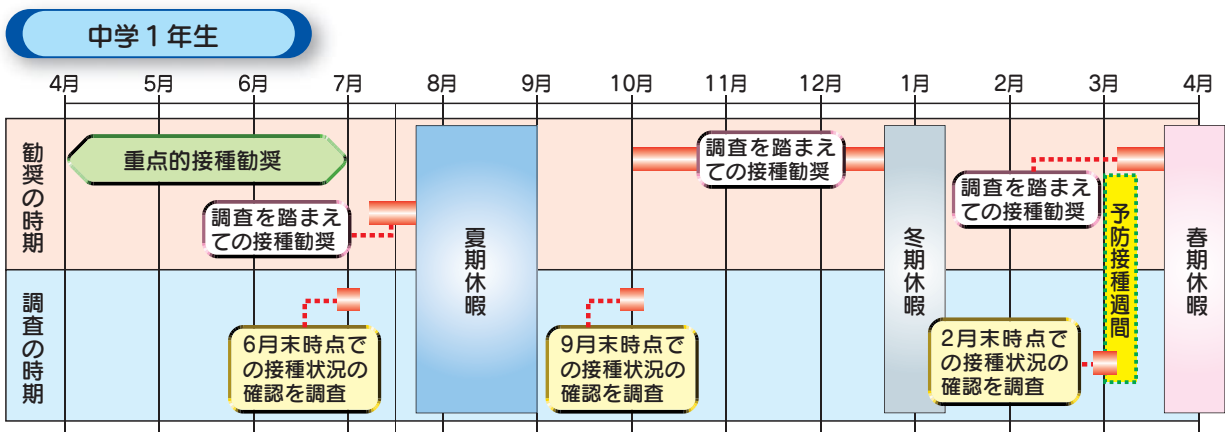 中学１年生
4月 5月 6月 7月 8月 9月 10月 11月 12月 1月 2月 3月 4月
勧奨の時期
重点的接種勧奨
調査を踏まえ
ての接種勧奨
調査を踏まえ
ての接種勧奨
調査を踏まえ
ての接種勧奨
夏期休暇
冬期休暇
予防接種週間
春期休暇
調査の時期
6月末時点で
の接種状況の
確認を調査
9月末時点で
の接種状況の
確認を調査
2月末時点で
の接種状況の
確認を調査